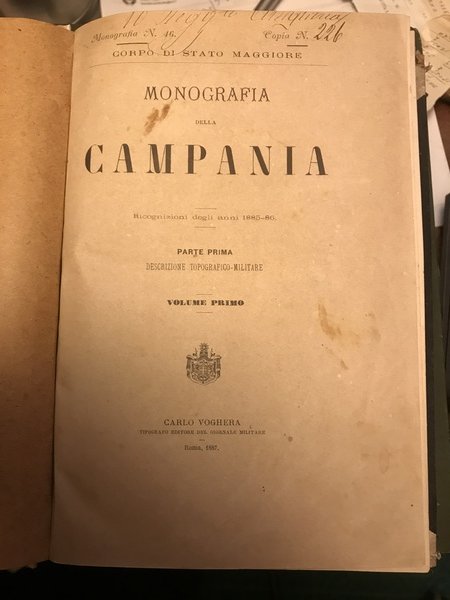 Monografia N. 46.
Copia N. 226
CORPO DI STATO MAGGIORE
MONOGRAFIA
DELLA
CAMPANIA
Ricognizioni degli anni 1885-86.
PARTE PRIMA
DESCRIZIONE TOPOGRAFICO-MILITARE
VOLUME PRIMO
CARLO VOGHERA
TIPOGRAFO EDITORE DEL GIORNALE MILITARE
Roma, 1887.